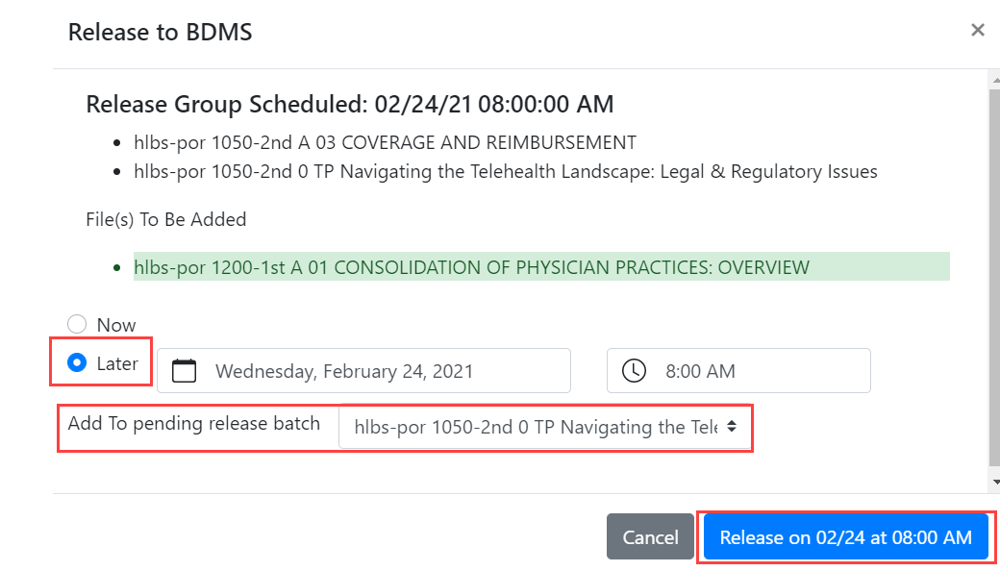 Release to BDMS
×
Release Group Scheduled: 02/24/21 08:00:00 AM
hlbs-por 1050-2nd A 03 COVERAGE AND REIMBURSEMENT
hlbs-por 1050-2nd 0 TP Navigating the Telehealth Landscape: Legal & Regulatory Issues
File(s) To Be Added
hlbs-por 1200-1st A 01 CONSOLIDATION OF PHYSICIAN PRACTICES: OVERVIEW
Now
Later Wednesday, February 24, 2021 8:00 AM
Add To pending release batch hlbs-por 1050-2nd 0 TP Navigating the Tele
Cancel Release on 02/24 at 08:00 AM